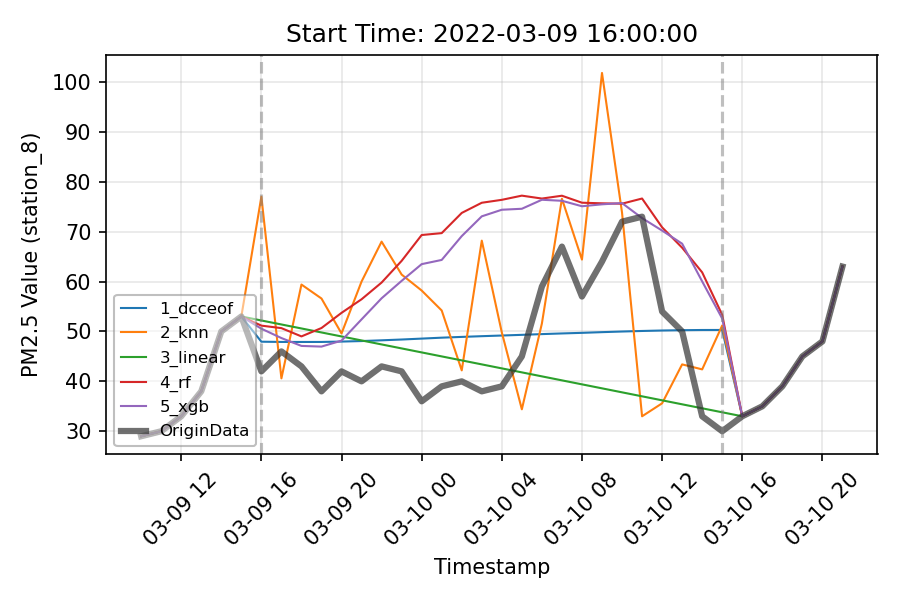 Start Time: 2022-03-09 16:00:00
PM2.5 Value (station_8)
100
90
80
70
60
50
40
30
1_dcceof
2_knn
3_linear
4_rf
5_xgb
OriginData
03-09 12
03-09 16
03-09 20
03-10 00
03-10 04
03-10 08
03-10 12
03-10 16
03-10 20
Timestamp